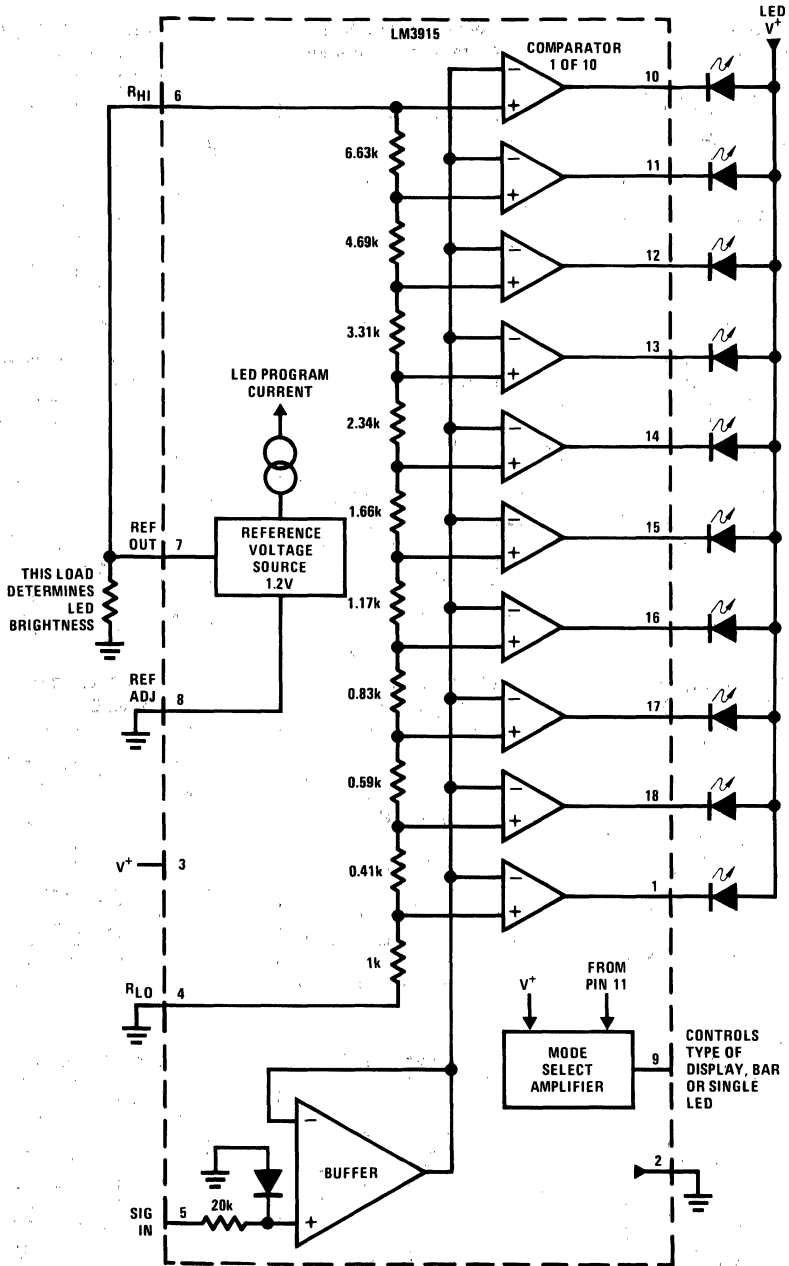 LED
V+
LM3915
COMPARATOR
1 OF 10
RHI
6
10
6.63k
11
4.69k
12
3.31k
13
LED PROGRAM
CURRENT
2.34k
14
1.66k
15
REF
OUT
7
REFERENCE
VOLTAGE
SOURCE
1.2V
THIS LOAD
DETERMINES
LED
BRIGHTNESS
1.17k
16
REF
ADJ
8
0.83k
17
0.59k
18
V+
3
0.41k
1
1k
RLO
4
V+
FROM
PIN 11
MODE
SELECT
AMPLIFIER
9
CONTROLS
TYPE OF
DISPLAY, BAR
OR SINGLE
LED
BUFFER
2
SIG
IN
5
20k
− +
− +
− +
− +
− +
− +
− +
− +
− +
− +
− +